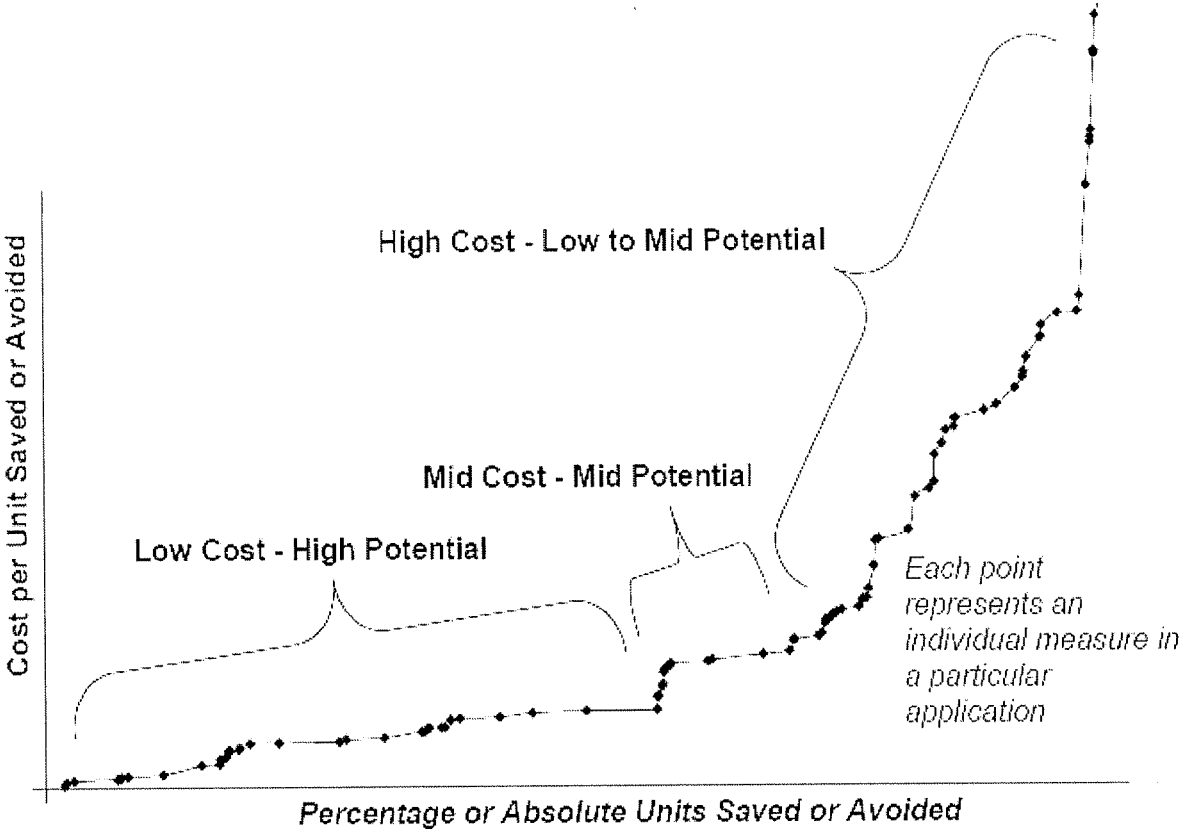 High Cost - Low to Mid Potential
Mid Cost - Mid Potential
Low Cost - High Potential
Cost per Unit Saved or Avoided
Each point
represents an
individual measure in
a particular
application
Percentage or Absolute Units Saved or Avoided